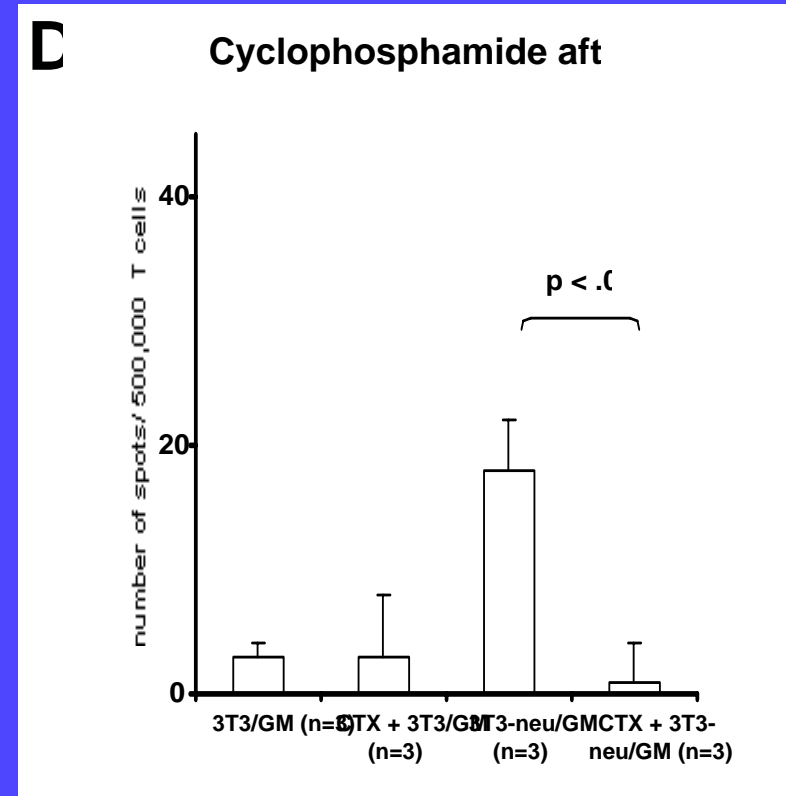 D
Cyclophosphamide aft
number of spots/500,000 T cells
40
20
0
p < .0
3T3/GM (n=3)
CTX + 3T3/GM
(n=3)
3T3-neu/GM
(n=3)
CTX + 3T3-
neu/GM (n=3)